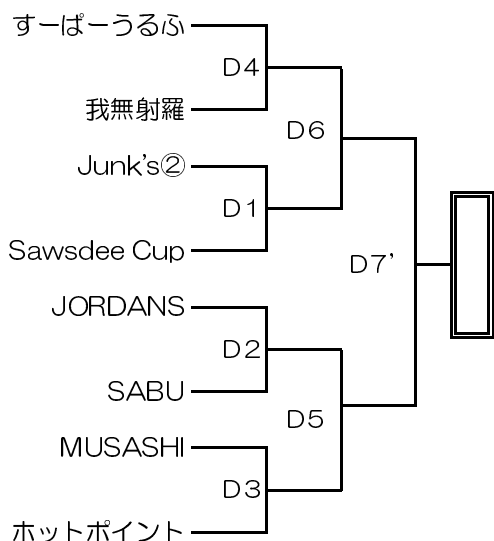 すーぱーうるふ
D4
我無射羅
D6
Junk's②
D1
Sawsdee Cup
D7'
JORDANS
D2
SABU
D5
MUSASHI
D3
ホットポイント